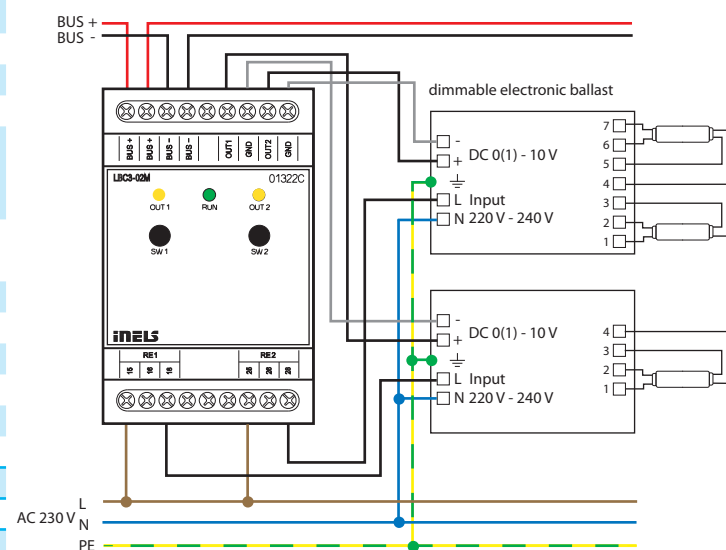 BUS +
BUS -
BUS + BUS + BUS - BUS - OUT1 GND OUT2 GND
LBC3-02M 01322C
OUT 1 RUN OUT 2
SW 1 SW 2
iNELS
RE1 RE2
15 16 18 25 26 28
dimmable electronic ballast
-
+ DC 0(1) - 10 V
L Input
N 220 V - 240 V
7
6
5
4
3
2
1
-
+ DC 0(1) - 10 V
L Input
N 220 V - 240 V
4
3
2
1
L
AC 230 V N
PE